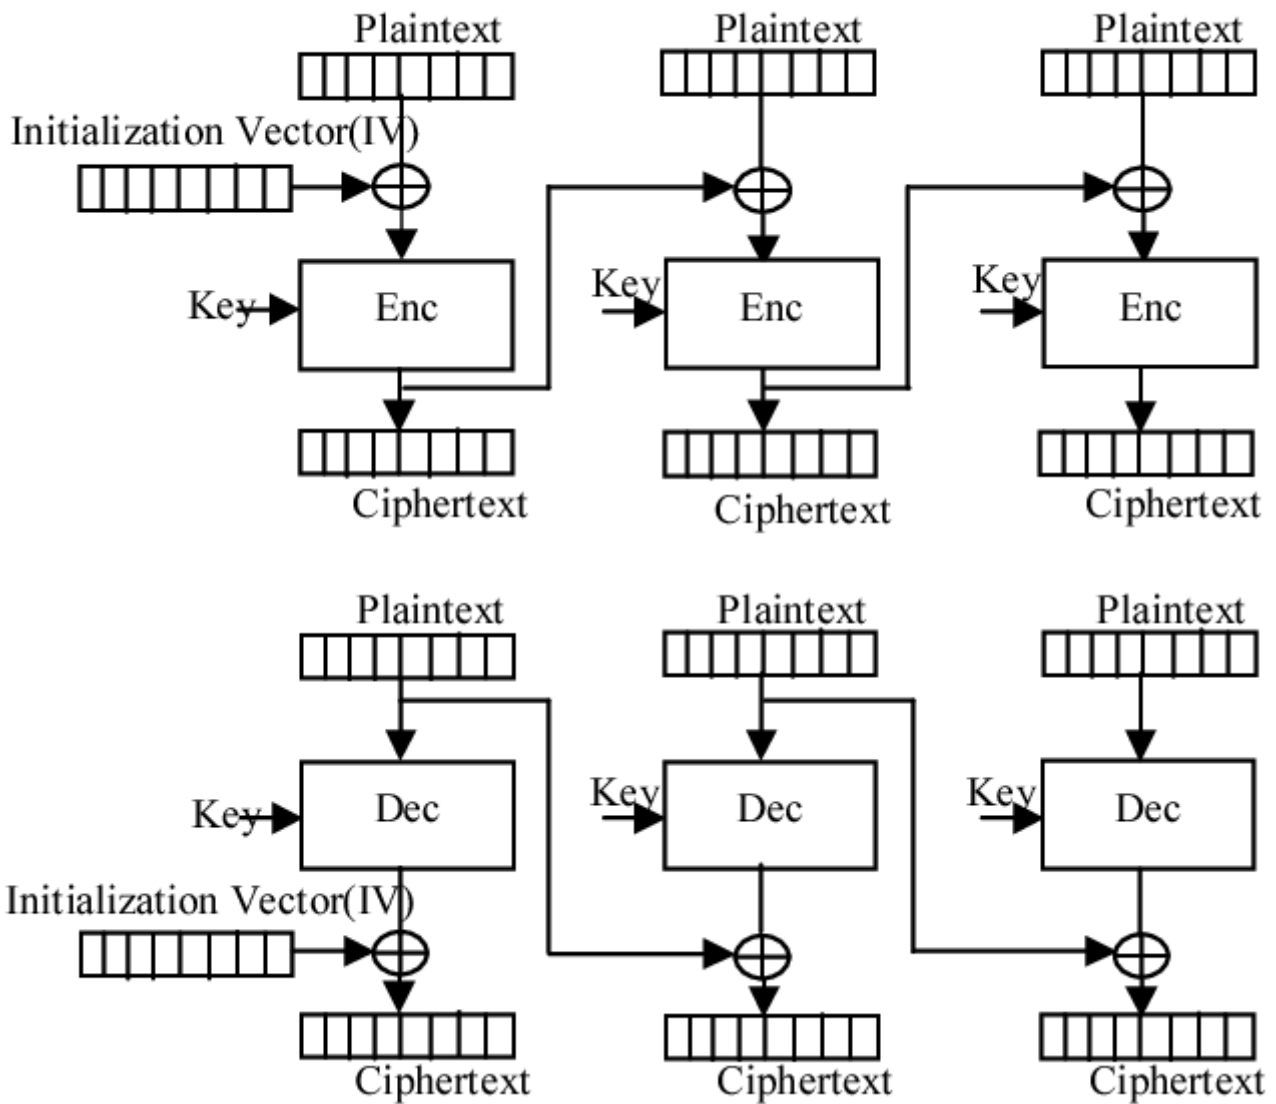 Plaintext Plaintext Plaintext
Initialization Vector(IV)
Key Enc Key Enc Key Enc
Ciphertext Ciphertext Ciphertext
Plaintext Plaintext Plaintext
Key Dec Key Dec Key Dec
Initialization Vector(IV)
Ciphertext Ciphertext Ciphertext